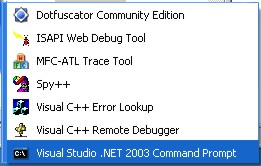 Dotfuscator Community Edition
ISAPI Web Debug Tool
MFC-ATL Trace Tool
Spy++
Visual C++ Error Lookup
Visual C++ Remote Debugger
Visual Studio .NET 2003 Command Prompt